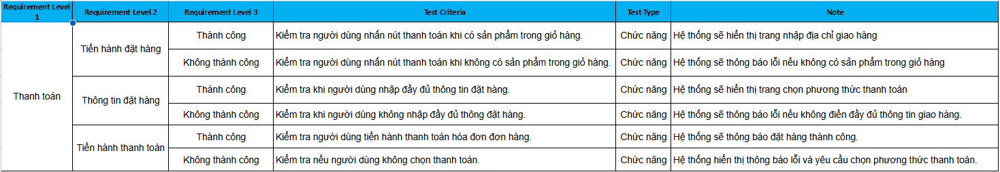 Requirement Level 1 Requirement Level 2 Requirement Level 3 Test Criteria Test Type Note
Thanh toán Tiến hành đặt hàng Thành công Kiểm tra người dùng nhấn nút thanh toán khi có sản phẩm trong giỏ hàng. Chức năng Hệ thống sẽ hiển thị trang nhập địa chỉ giao hàng
Không thành công Kiểm tra người dùng nhấn nút thanh toán khi không có sản phẩm trong giỏ hàng. Chức năng Hệ thống sẽ thông báo lỗi nếu không có sản phẩm trong giỏ hàng
Thông tin đặt hàng Thành công Kiểm tra khi người dùng nhập đầy đủ thông tin đặt hàng. Chức năng Hệ thống sẽ hiển thị trang chọn phương thức thanh toán
Không thành công Kiểm tra khi người dùng không nhập đầy đủ thông đặt hàng. Chức năng Hệ thống sẽ thông báo lỗi nếu không điền đầy đủ thông tin giao hàng.
Tiến hành thanh toán Thành công Kiểm tra người dùng tiến hành thanh toán hóa đơn đơn hàng. Chức năng Hệ thống sẽ thông báo đặt hàng thành công.
Không thành công Kiểm tra nếu người dùng không chọn thanh toán. Chức năng Hệ thống hiển thị thông báo lỗi và yêu cầu chọn phương thức thanh toán.